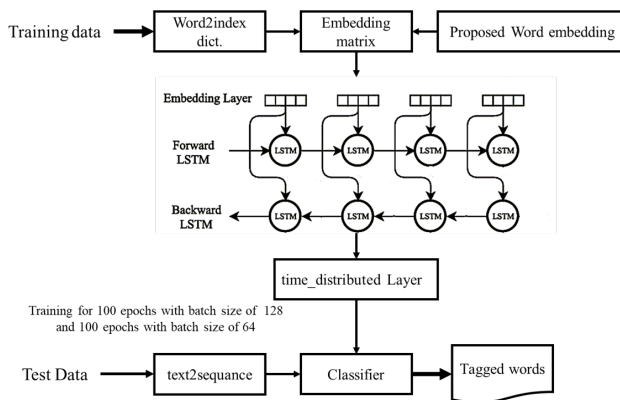 Training data
Word2index
dict.
Embedding
matrix
Proposed Word embedding
Embedding Layer
Forward
LSTM
LSTM
LSTM
LSTM
LSTM
Backward
LSTM
LSTM
LSTM
LSTM
LSTM
time_distributed Layer
Training for 100 epochs with batch size of 128
and 100 epochs with batch size of 64
Test Data
text2sequance
Classifier
Tagged words